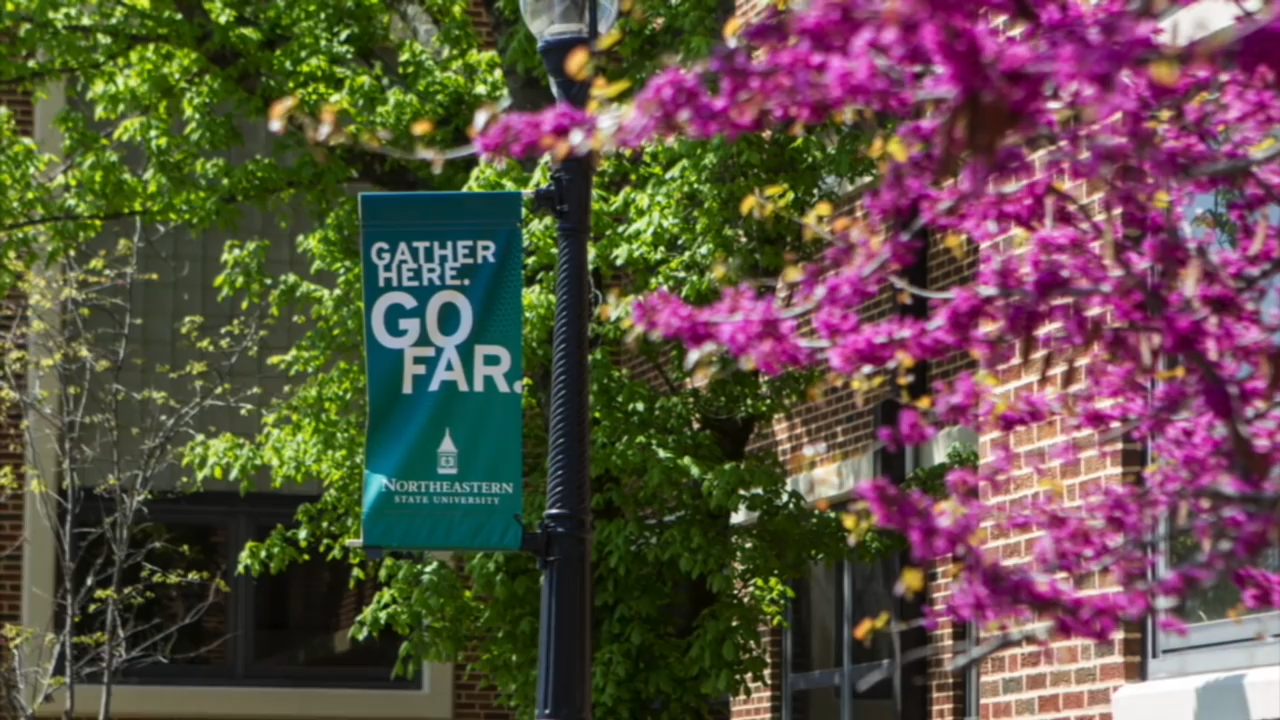 GATHER
HERE.
GO
FAR.
NORTHEASTERN
STATE UNIVERSITY